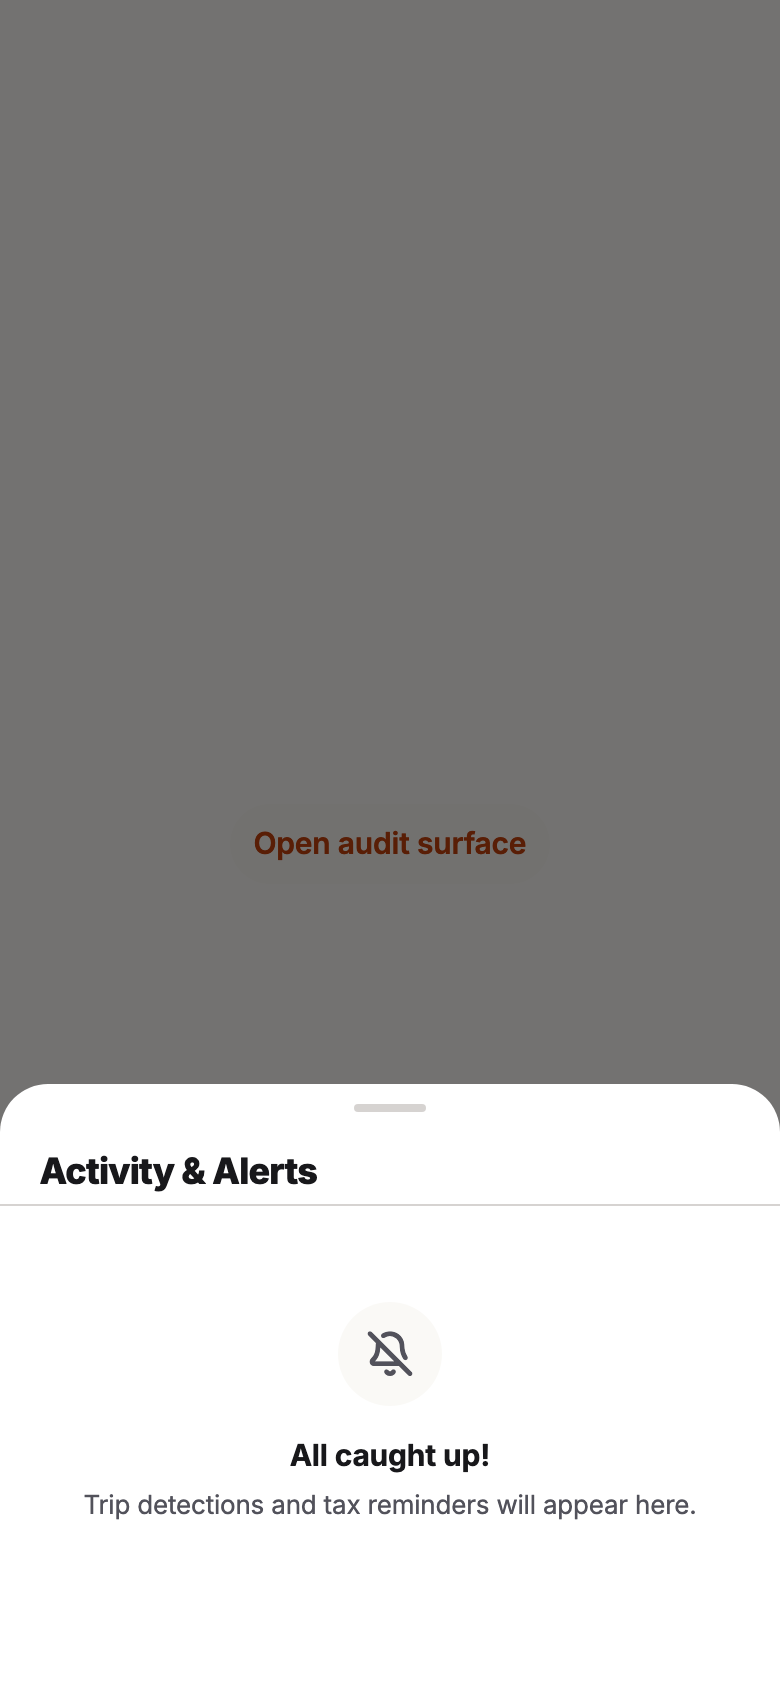 Open audit surface
Activity & Alerts
All caught up!
Trip detections and tax reminders will appear here.